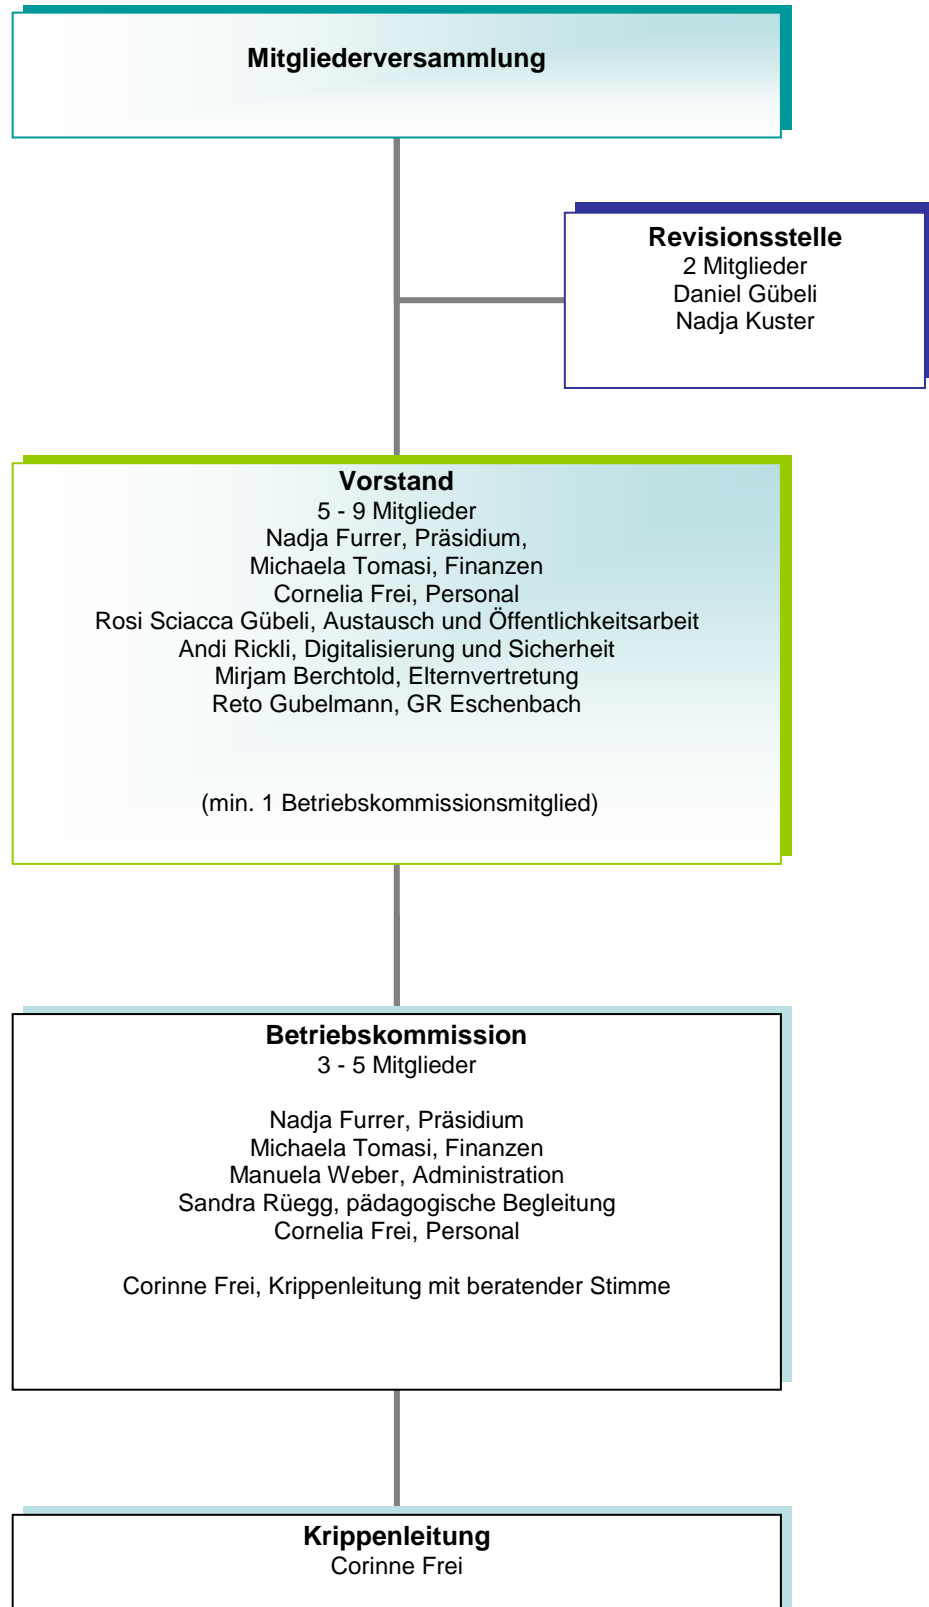 Mitgliederversammlung
Revisionsstelle
2 Mitglieder
Daniel Gübeli
Nadja Kuster
Vorstand
5 - 9 Mitglieder
Nadja Furrer, Präsidium,
Michaela Tomasi, Finanzen
Cornelia Frei, Personal
Rosi Sciacca Gübeli, Austausch und Öffentlichkeitsarbeit
Andi Rickli, Digitalisierung und Sicherheit
Mirjam Berchtold, Elternvertretung
Reto Gubelmann, GR Eschenbach
(min. 1 Betriebskommissionsmitglied)
Betriebskommission
3 - 5 Mitglieder
Nadja Furrer, Präsidium
Michaela Tomasi, Finanzen
Manuela Weber, Administration
Sandra Rüegg, pädagogische Begleitung
Cornelia Frei, Personal
Corinne Frei, Krippenleitung mit beratender Stimme
Krippenleitung
Corinne Frei